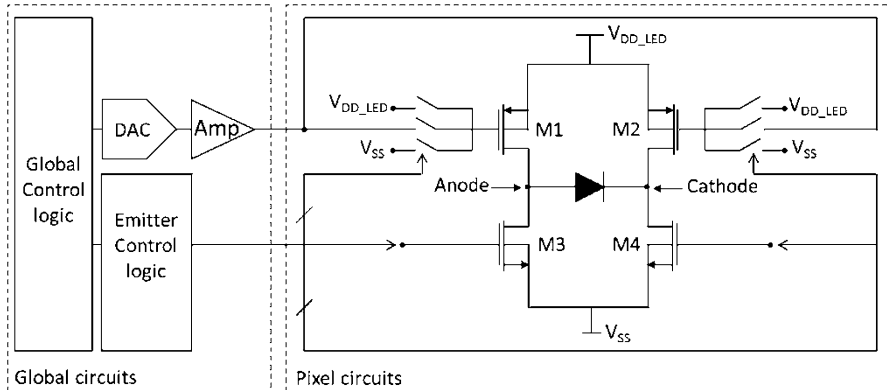 V_DD_LED
V_DD_LED
V_DD_LED
DAC
Amp
M1
M2
V_SS
V_SS
Global
Control
logic
Anode
Cathode
Emitter
Control
logic
M3
M4
V_SS
Global circuits
Pixel circuits